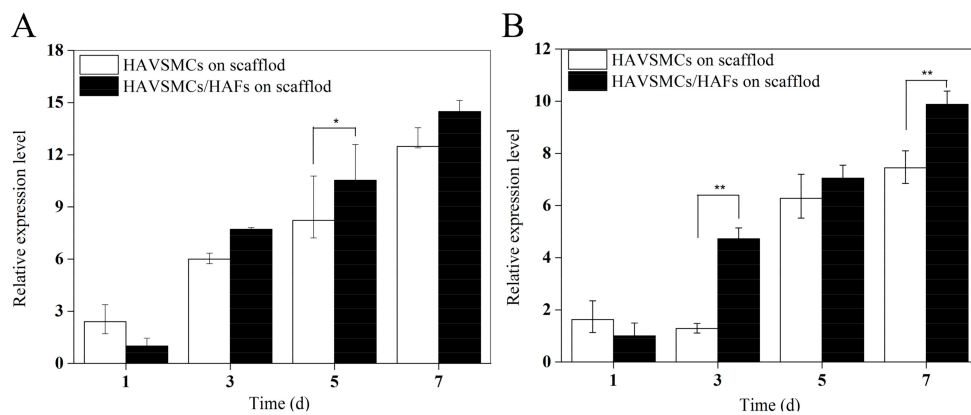 A
Relative expression level
18
15
12
9
6
3
0
HAVSMCs on scafflod
HAVSMCs/HAFs on scafflod
*
1 3 5 7
Time (d)
B
Relative expression level
12
10
8
6
4
2
0
HAVSMCs on scafflod
HAVSMCs/HAFs on scafflod
**
**
1 3 5 7
Time (d)